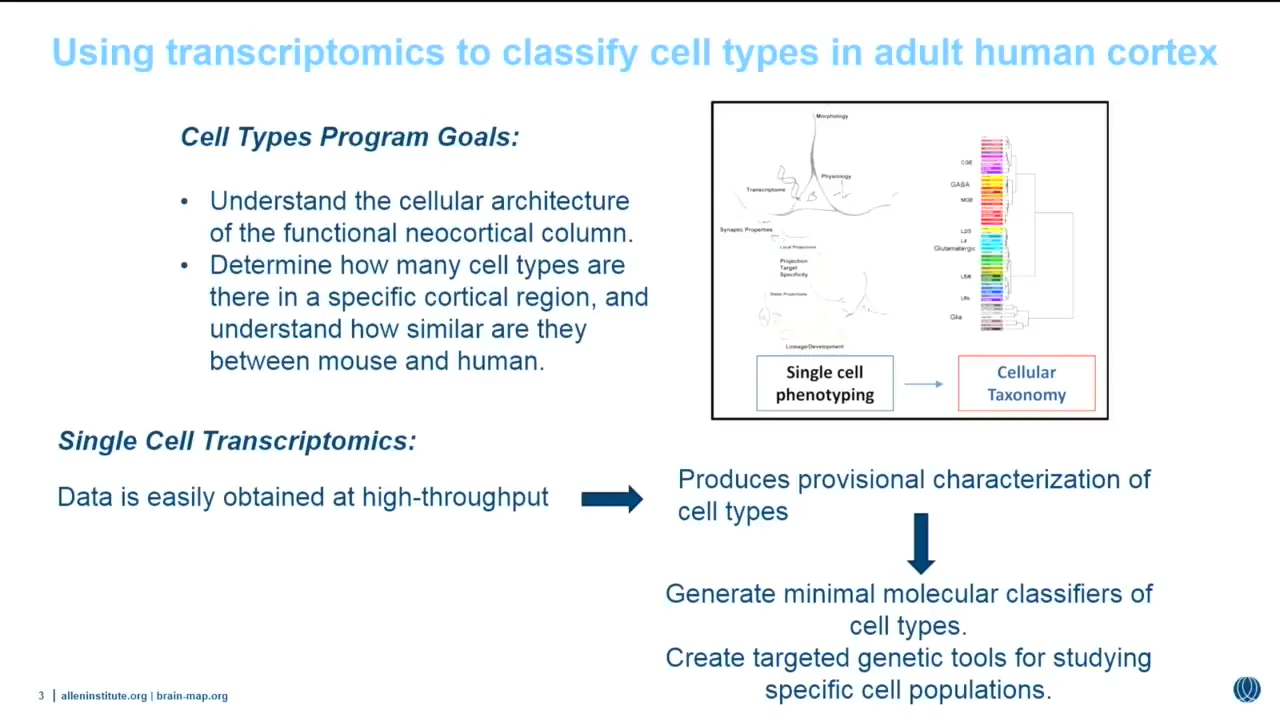 Using transcriptomics to classify cell types in adult human cortex
Cell Types Program Goals:
• Understand the cellular architecture
of the functional neocortical column.
• Determine how many cell types are
there in a specific cortical region, and
understand how similar are they
between mouse and human.
Morphology
Physiology
Transcriptome
Synaptic Properties
Local Projections
Projection
Target
Specificity
Distal Projections
Lineage/Development
CGE
GABA
MGE
L2/3
L4
Glutamatergic
L5/6
L6b
Glia
Single cell
phenotyping
Cellular
Taxonomy
Single Cell Transcriptomics:
Data is easily obtained at high-throughput
Produces provisional characterization of
cell types
Generate minimal molecular classifiers of
cell types.
Create targeted genetic tools for studying
specific cell populations.
3 | alleninstitute.org | brain-map.org